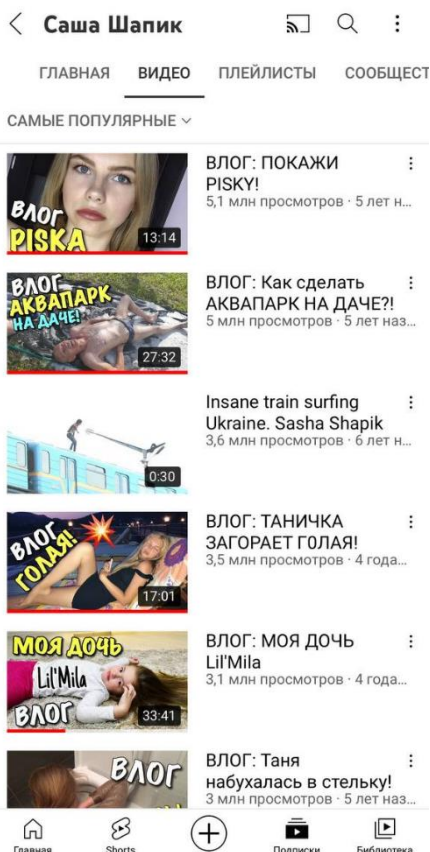 Саша Шапик
ГЛАВНАЯ ВИДЕО ПЛЕЙЛИСТЫ СООБЩЕСТ
САМЫЕ ПОПУЛЯРНЫЕ
ВЛОГ
PISKA
13:14
ВЛОГ: ПОКАЖИ
PISKY!
5,1 млн просмотров · 5 лет н...
ВЛОГ
АКВАПАРК
НА ДАЧЕ!
27:32
ВЛОГ: Как сделать
АКВАПАРК НА ДАЧЕ?!
5 млн просмотров · 5 лет наз...
0:30
Insane train surfing
Ukraine. Sasha Shapik
3,6 млн просмотров · 6 лет н...
ВЛОГ
ГОЛАЯ!
17:01
ВЛОГ: ТАНИЧКА
ЗАГОРАЕТ Г0ЛАЯ!
3,5 млн просмотров · 4 года...
МОЯ ДОЧЬ
Lil'Mila
ВЛОГ
33:41
ВЛОГ: МОЯ ДОЧЬ
Lil'Mila
3,1 млн просмотров · 4 года...
ВЛОГ
ВЛОГ: Таня
набухалась в стельку!
3 млн просмотров · 5 лет наз...
Главная Shorts Подписки Библиотека